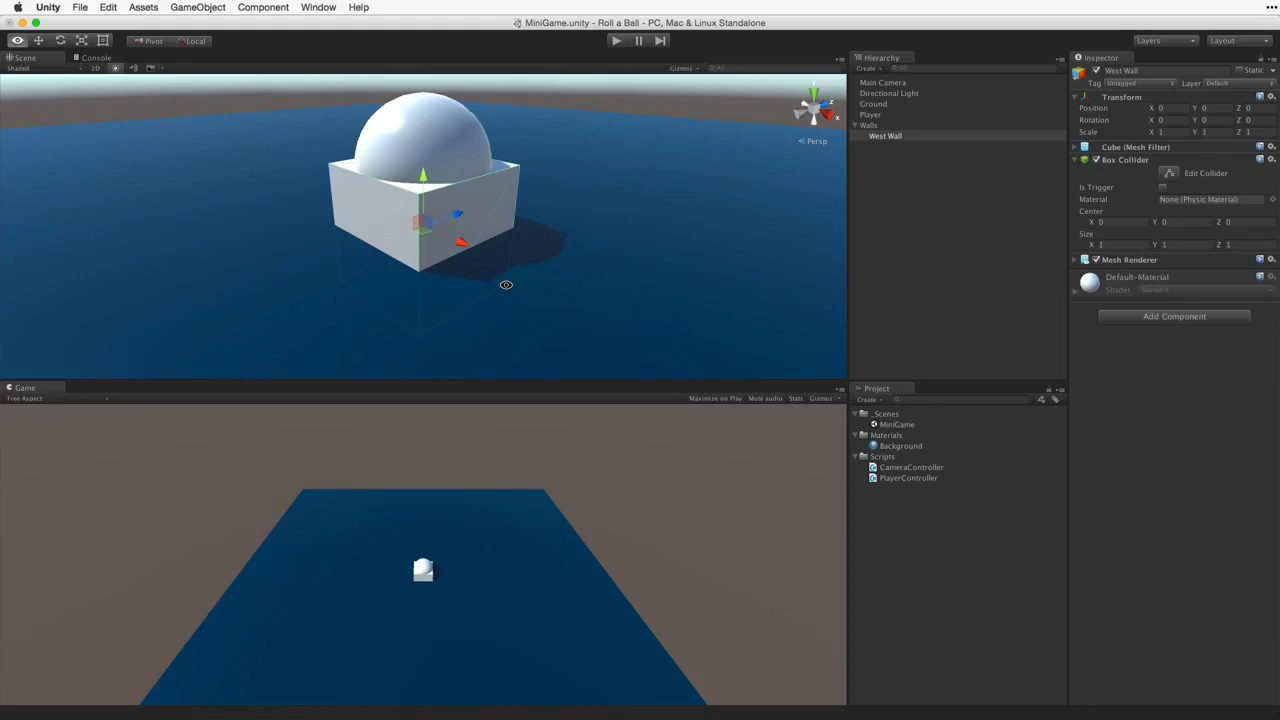 Unity File Edit Assets GameObject Component Window Help
MiniGame.unity - Roll a Ball - PC, Mac & Linux Standalone
Pivot Local Layers Layout
Scene Console
Shaded 2D Gizmos All
y
z
x
Persp
Game
Free Aspect Maximize on Play Mute audio Stats Gizmos
Hierarchy
Create All
Main Camera
Directional Light
Ground
Player
Walls
West Wall
Project
Create
_Scenes
MiniGame
Materials
Background
Scripts
CameraController
PlayerController
Inspector
West Wall Static
Tag Untagged Layer Default
Transform
Position X 0 Y 0 Z 0
Rotation X 0 Y 0 Z 0
Scale X 1 Y 1 Z 1
Cube (Mesh Filter)
Box Collider
Edit Collider
Is Trigger
Material None (Physic Material)
Center
X 0 Y 0 Z 0
Size
X 1 Y 1 Z 1
Mesh Renderer
Default-Material
Shader Standard
Add Component